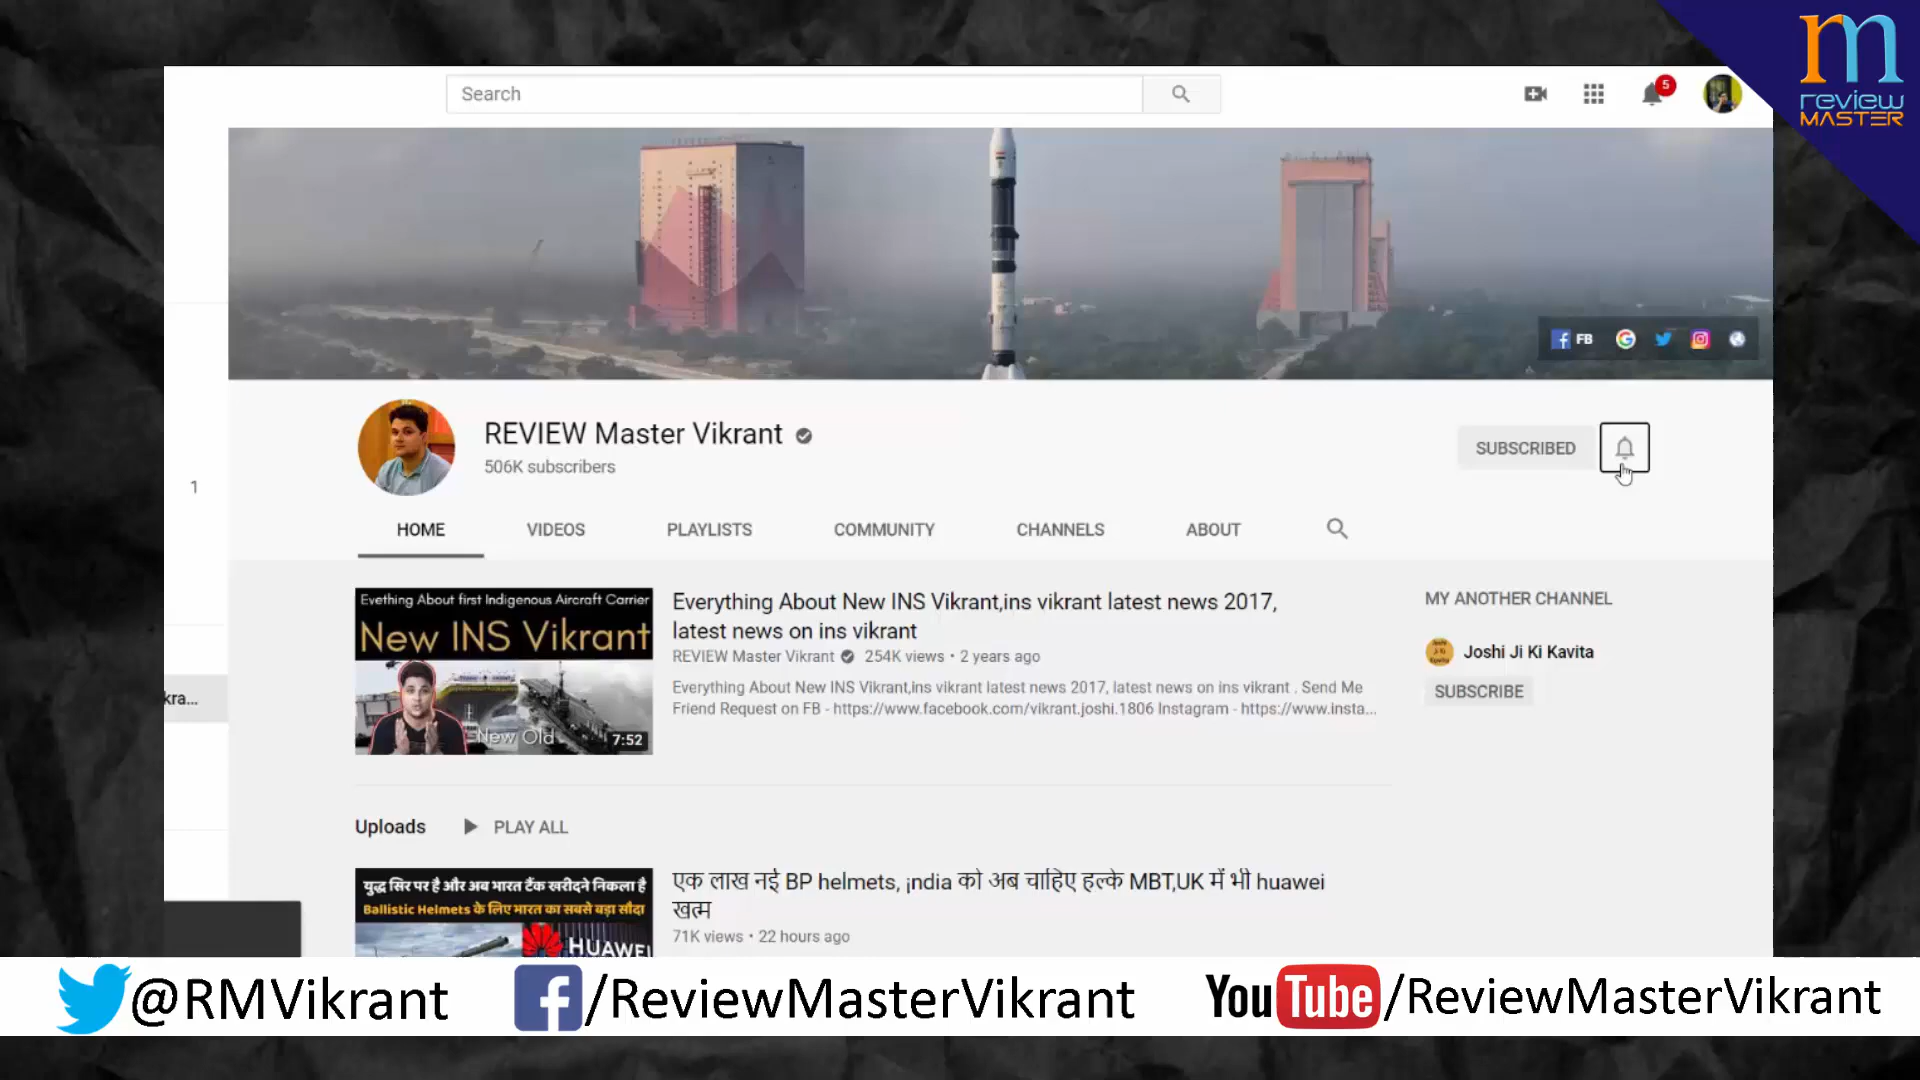 rm
review
MASTER
Search
5
FB
REVIEW Master Vikrant
506K subscribers
SUBSCRIBED
1
HOME
VIDEOS
PLAYLISTS
COMMUNITY
CHANNELS
ABOUT
Evething About first Indigenous Aircraft Carrier
New INS Vikrant
New Old
7:52
Everything About New INS Vikrant,ins vikrant latest news 2017,
latest news on ins vikrant
REVIEW Master Vikrant 254K views • 2 years ago
Everything About New INS Vikrant,ins vikrant latest news 2017, latest news on ins vikrant . Send Me
Friend Request on FB - https://www.facebook.com/vikrant.joshi.1806 Instagram - https://www.insta...
MY ANOTHER CHANNEL
Joshi Ji Ki Kavita
SUBSCRIBE
kra...
Uploads
PLAY ALL
युद्ध सिर पर है और अब भारत टैंक खरीदने निकला है
Ballistic Helmets के लिए भारत का सबसे बड़ा सौदा
HUAWEI
एक लाख नई BP helmets, ¡ndia को अब चाहिए हल्के MBT,UK में भी huawei
खत्म
71K views • 22 hours ago
@RMVikrant
/ReviewMasterVikrant
YouTube/ReviewMasterVikrant